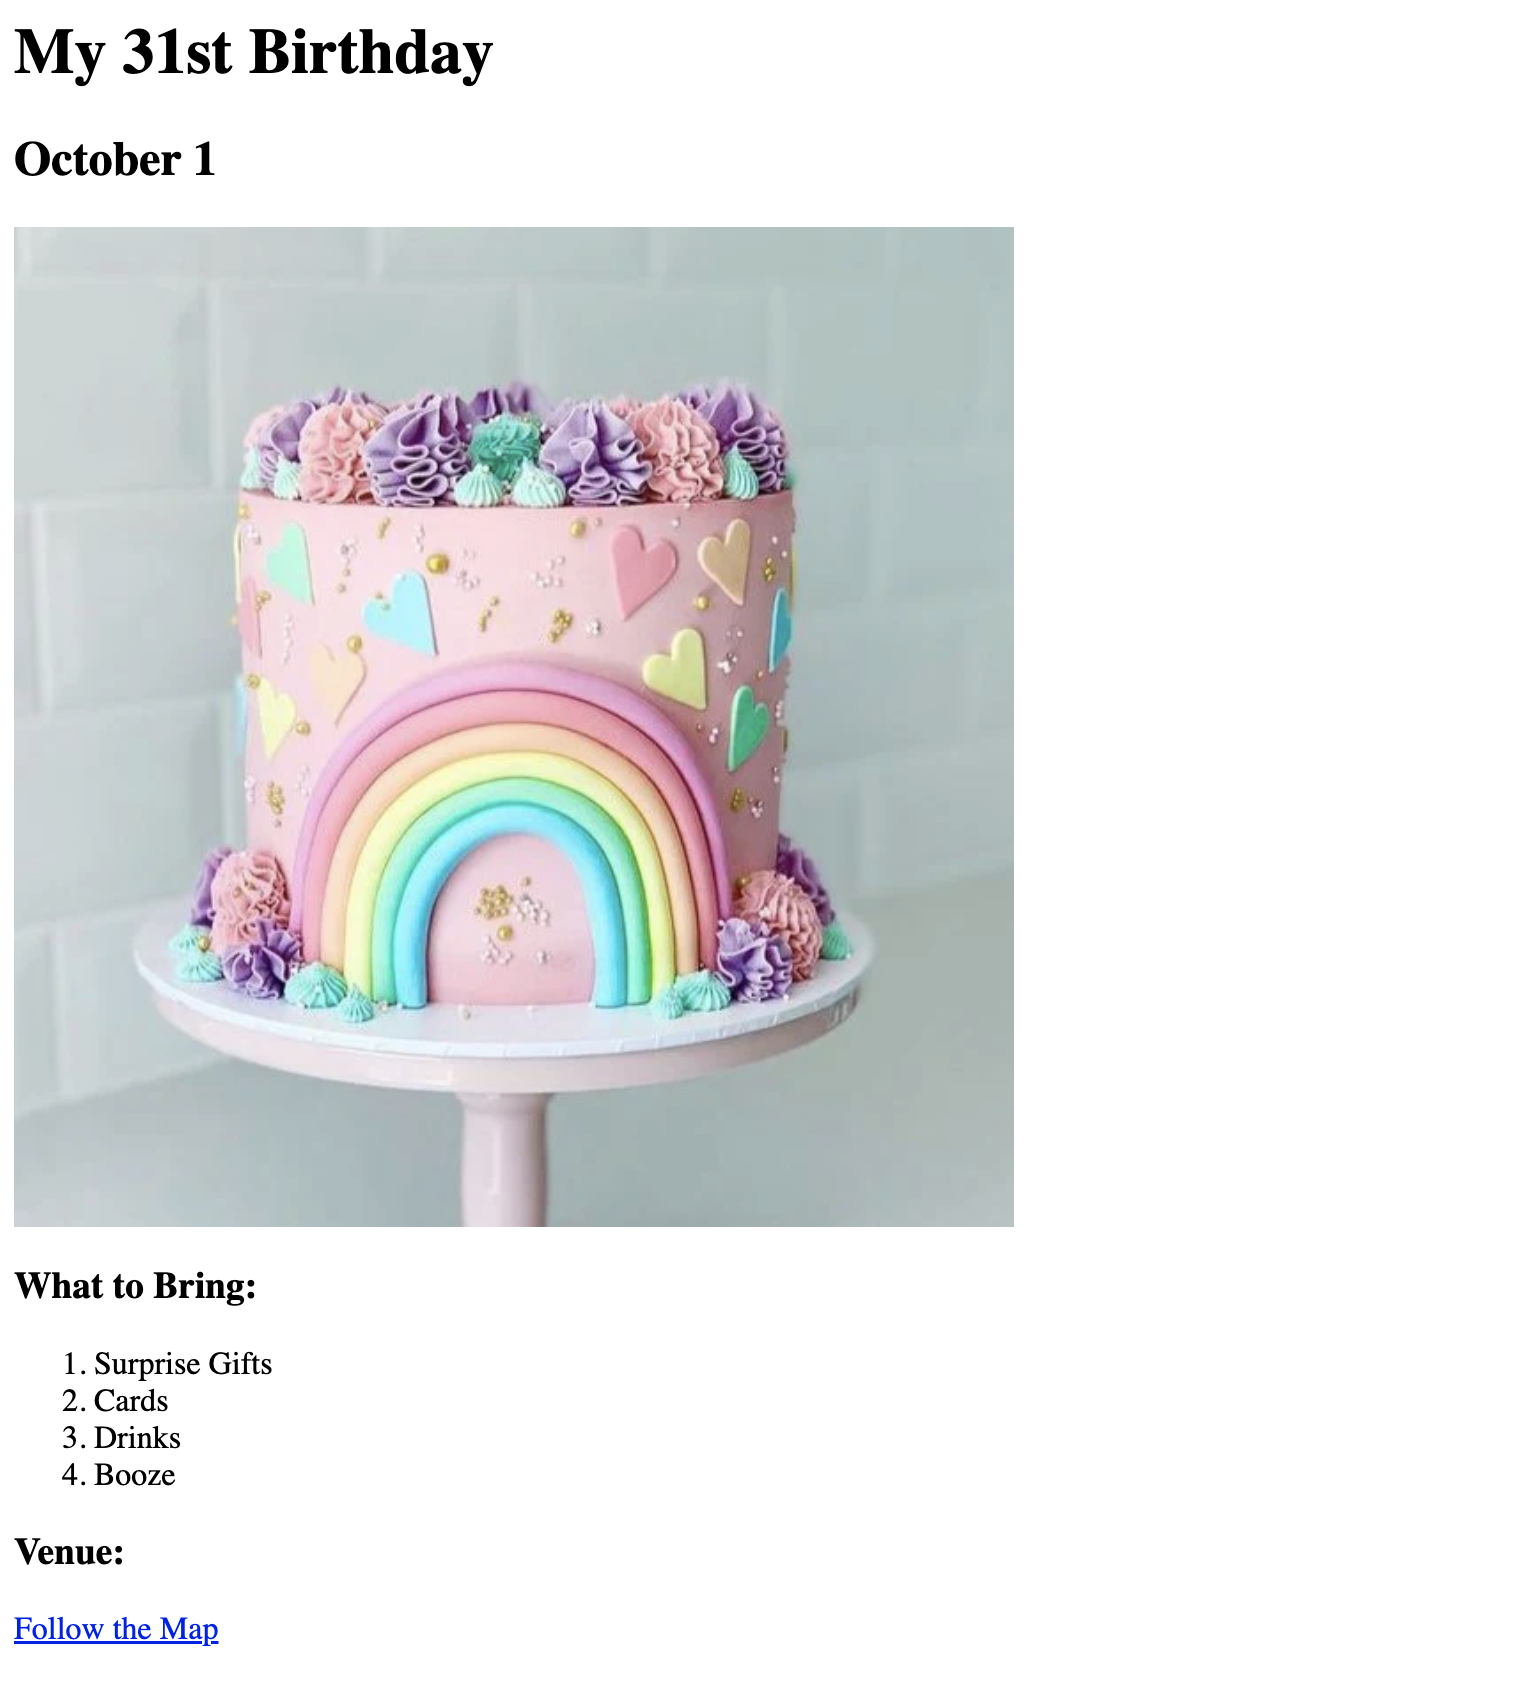 My 31st Birthday
October 1
What to Bring:
1. Surprise Gifts
2. Cards
3. Drinks
4. Booze
Venue:
Follow the Map